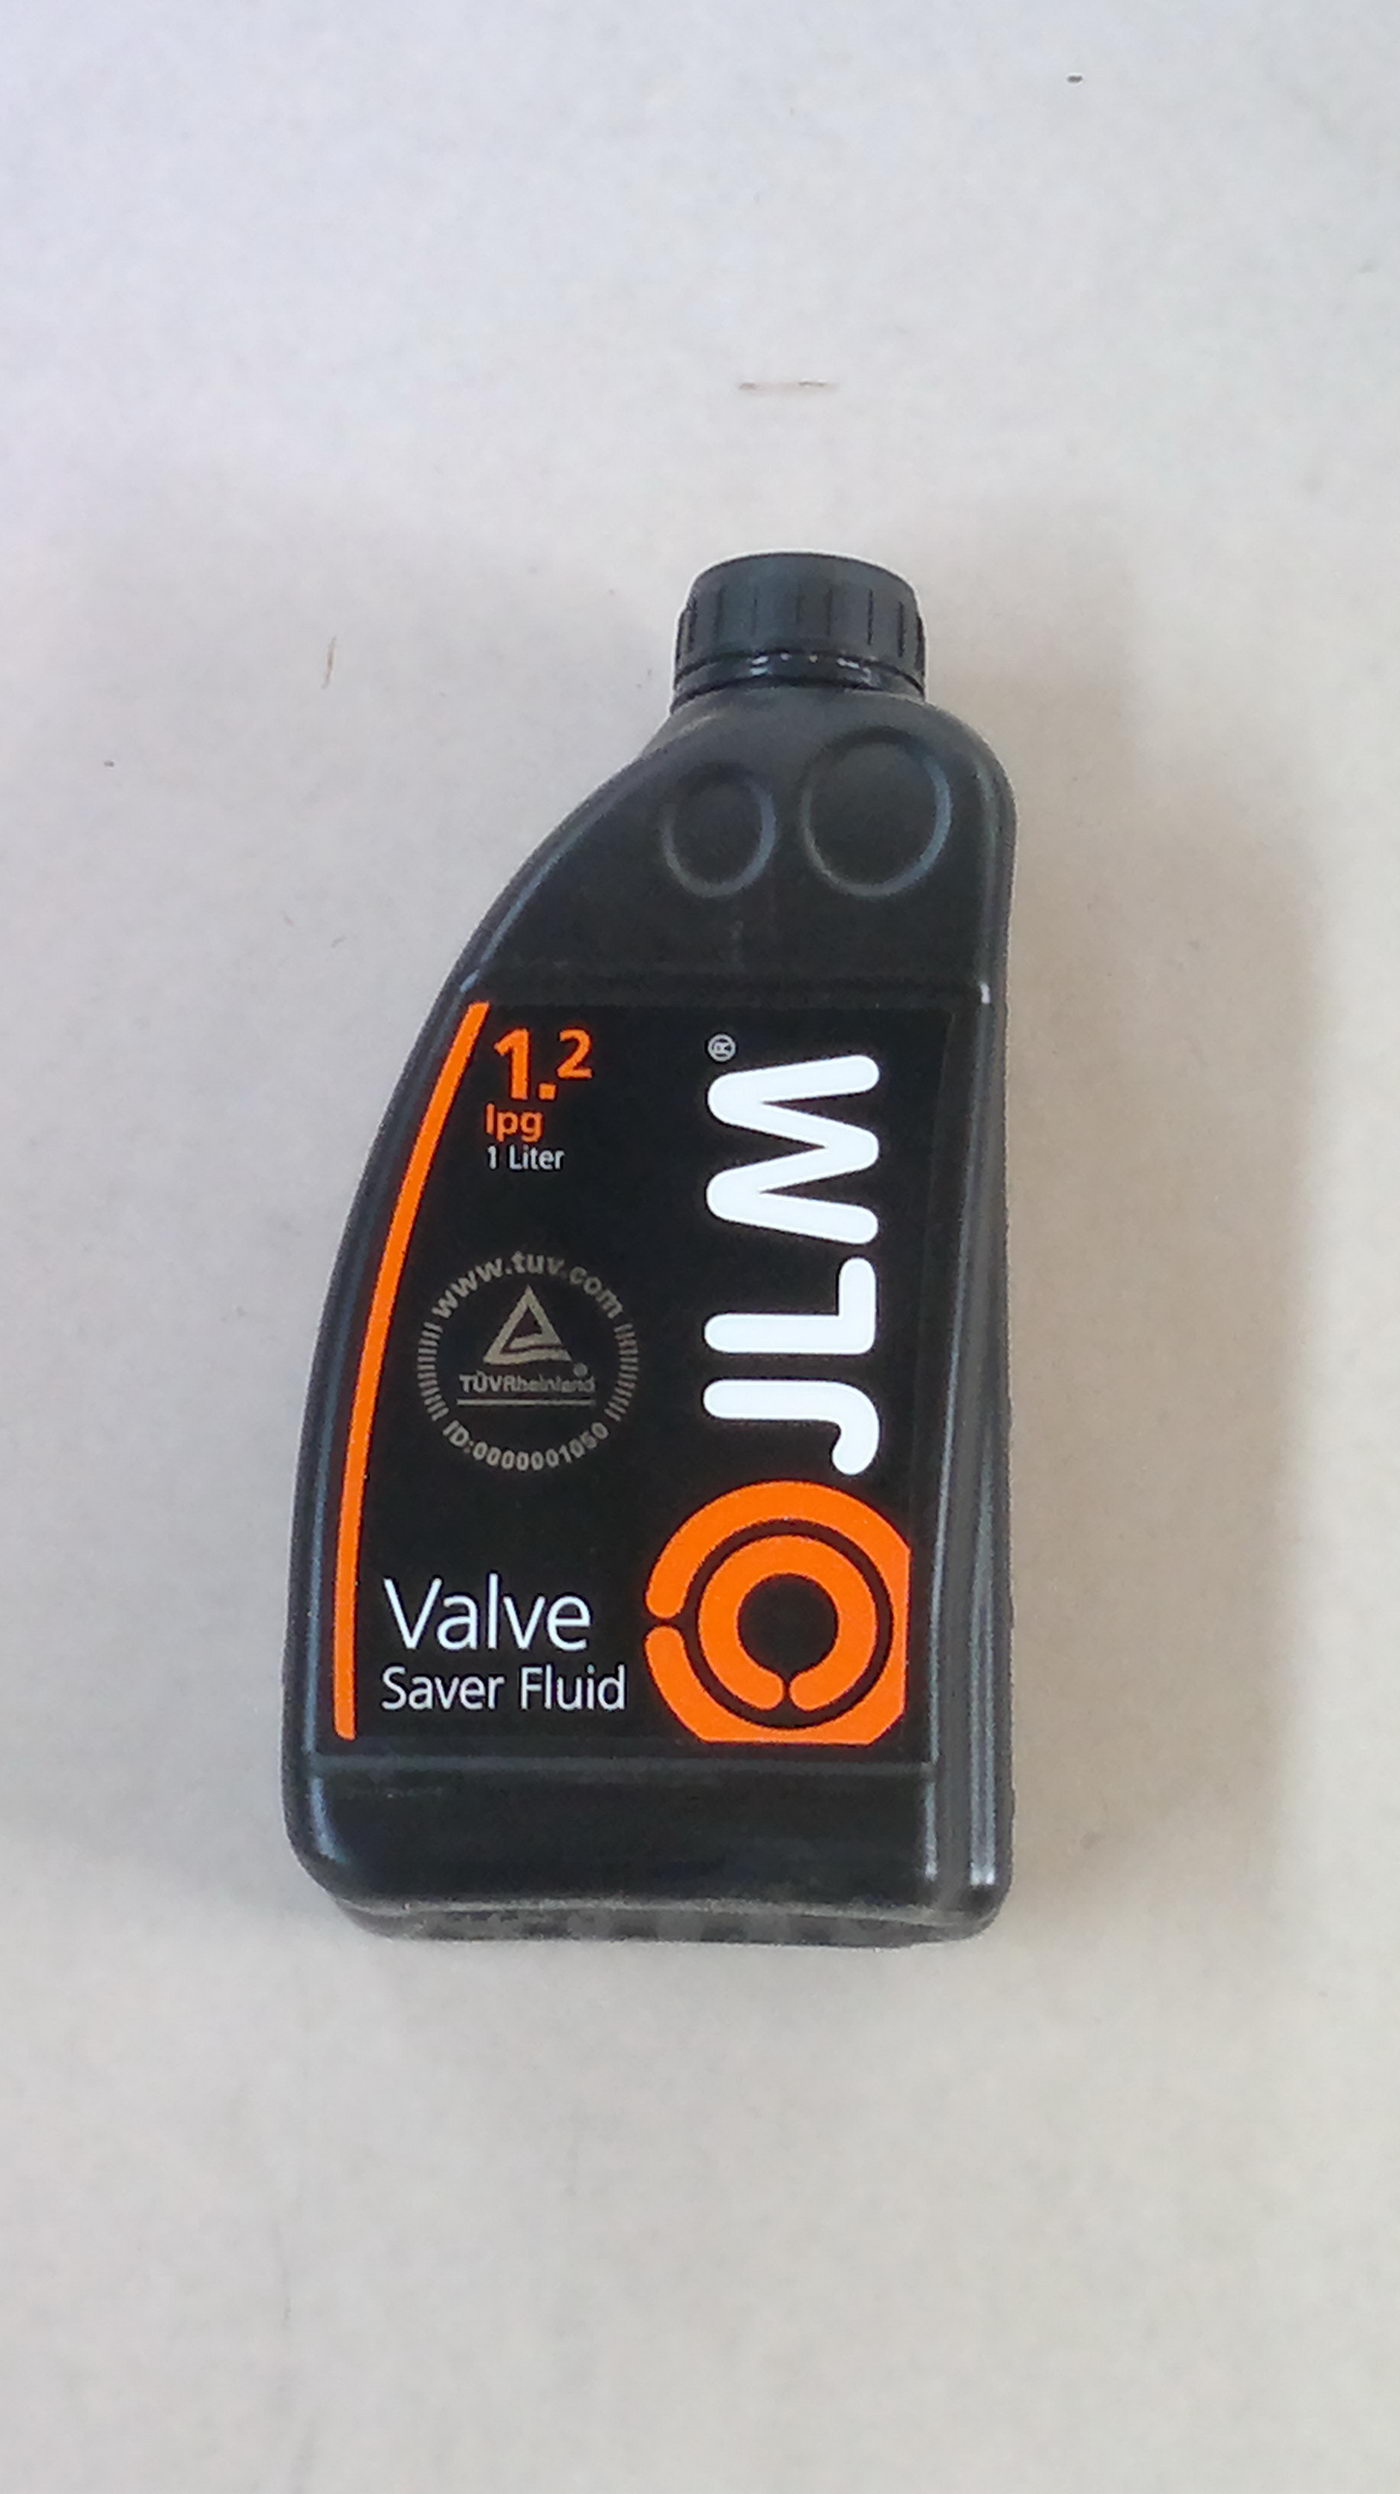 1.2
lpg
1 Liter
www.tuv.com
TÜVRheinland®
ID:0000001050
JLM®
Valve
Saver Fluid